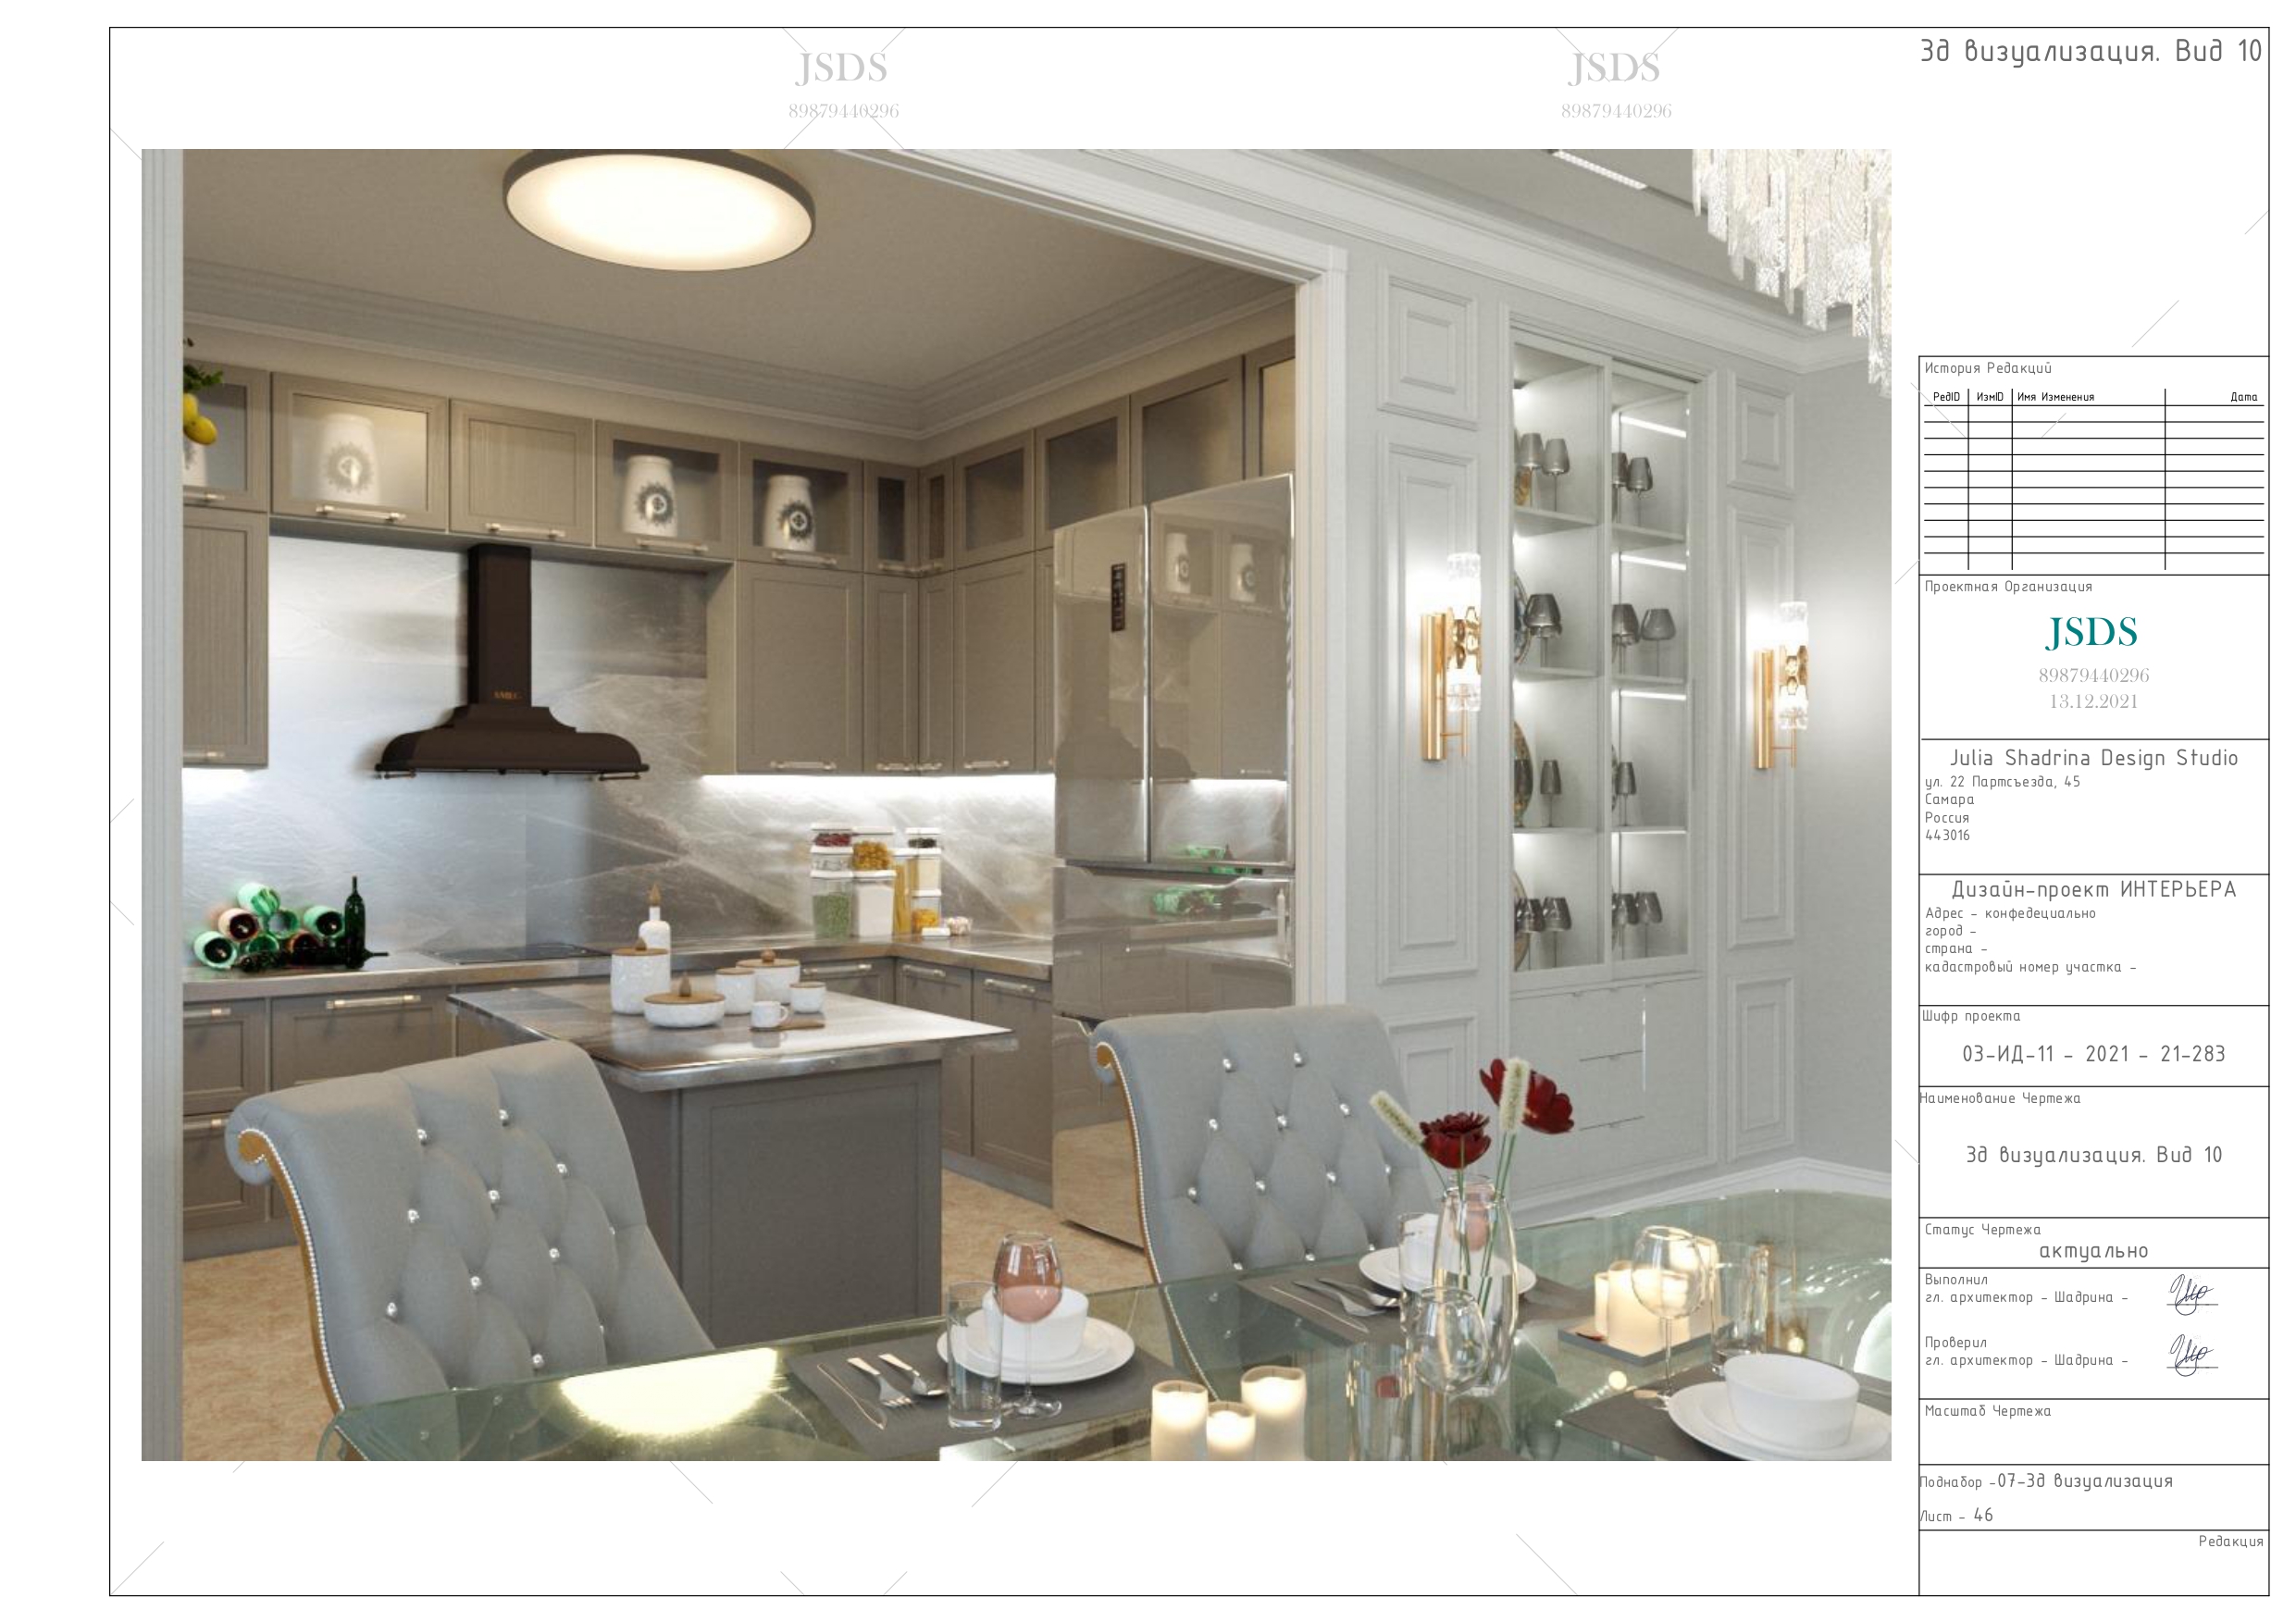 JSDS
89879440296
JSDS
89879440296
3д визуализация. Вид 10
История Редакций
РедID ИзмID Имя Изменения Дата
Проектная Организация
JSDS
89879440296
13.12.2021
Julia Shadrina Design Studio
ул. 22 Партсъезда, 45
Самара
Россия
443016
Дизайн-проект ИНТЕРЬЕРА
Адрес - конфедециально
город -
страна -
кадастровый номер участка -
Шифр проекта
03-ИД-11 - 2021 - 21-283
Наименование Чертежа
3д визуализация. Вид 10
Статус Чертежа
актуально
Выполнил
гл. архитектор - Шадрина -
Проверил
гл. архитектор - Шадрина -
Масштаб Чертежа
Поднабор -07-3д визуализация
Лист - 46
Редакция